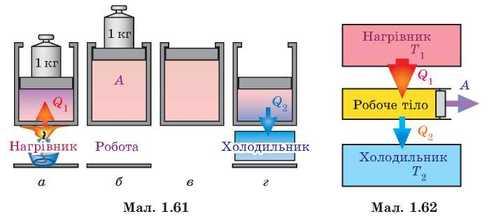 1 кг
1 кг
A
Q1
Q2
Нагрівник
Робота
Холодильник
а
б
в
г
Мал. 1.61
Нагрівник
T1
Q1
A
Робоче тіло
Q2
Холодильник
T2
Мал. 1.62